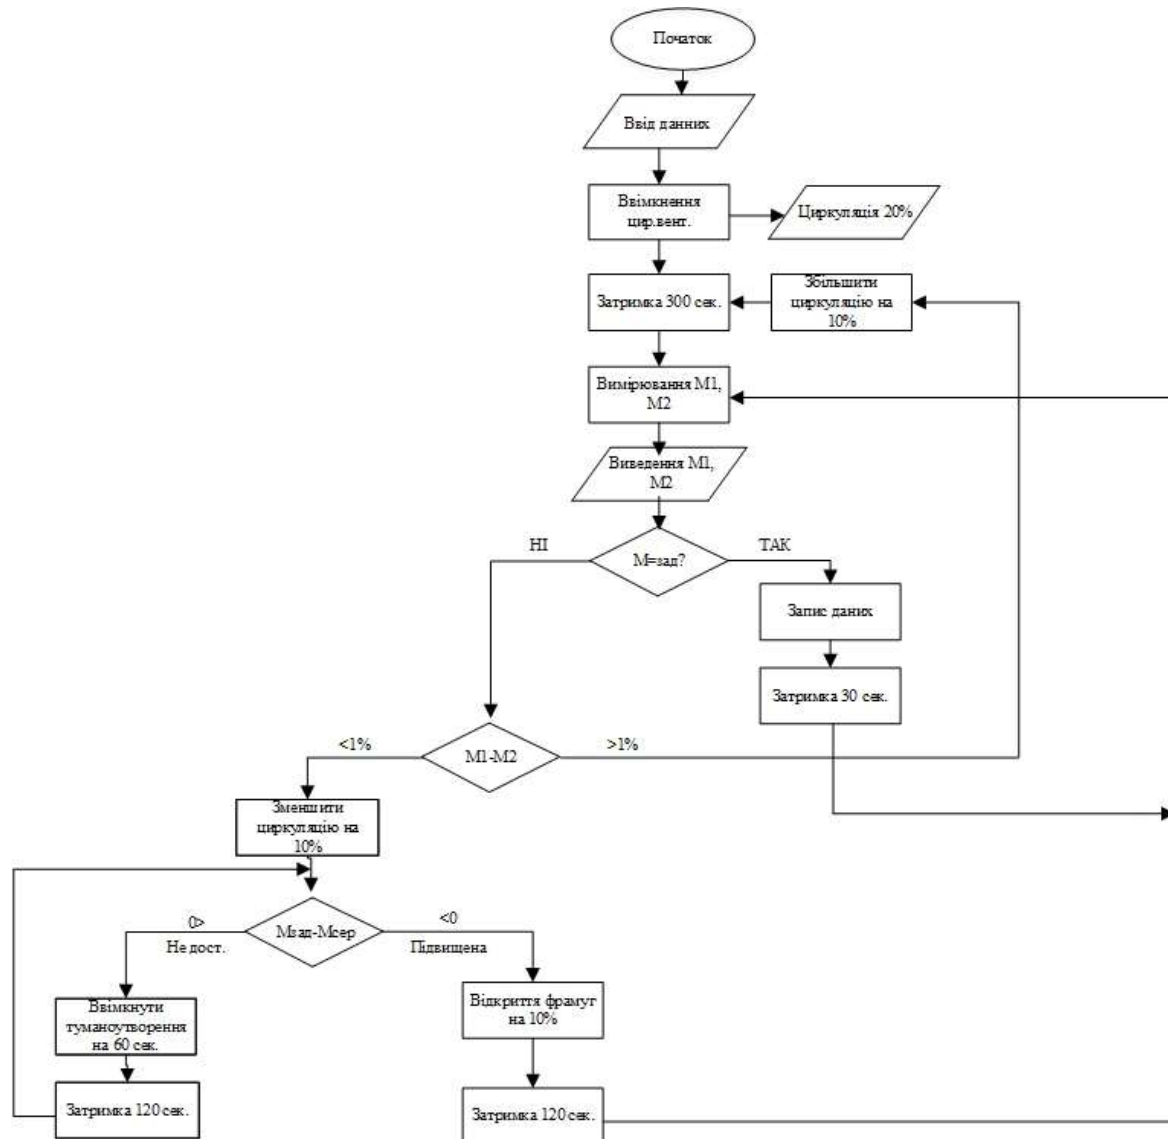 Початок
Ввід данних
Ввімкнення
цир.вент.
Циркуляція 20%
Затримка 300 сек.
Збільшити
циркуляцію на
10%
Вимірювання М1,
М2
Виведення М1,
М2
М=зад?
НІ
ТАК
Запис даних
Затримка 30 сек.
М1-М2
<1%
>1%
Зменшити
циркуляцію на
10%
Мзад-Мсер
0>
Не дост.
<0
Підвищена
Ввімкнути
туманоутворення
на 60 сек.
Затримка 120 сек.
Відкриття фрамуг
на 10%
Затримка 120 сек.